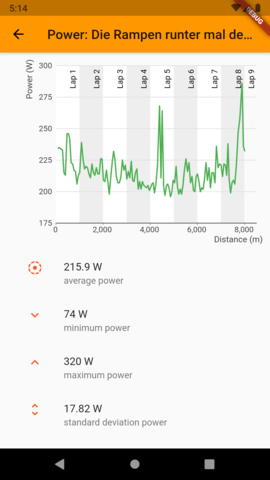 5:14
DEBUG
Power: Die Rampen runter mal de...
Power (W)
300
275
250
225
200
175
Lap 1
Lap 2
Lap 3
Lap 4
Lap 5
Lap 6
Lap 7
Lap 8
Lap 9
0 2,000 4,000 6,000 8,000
Distance (m)
215.9 W
average power
74 W
minimum power
320 W
maximum power
17.82 W
standard deviation power